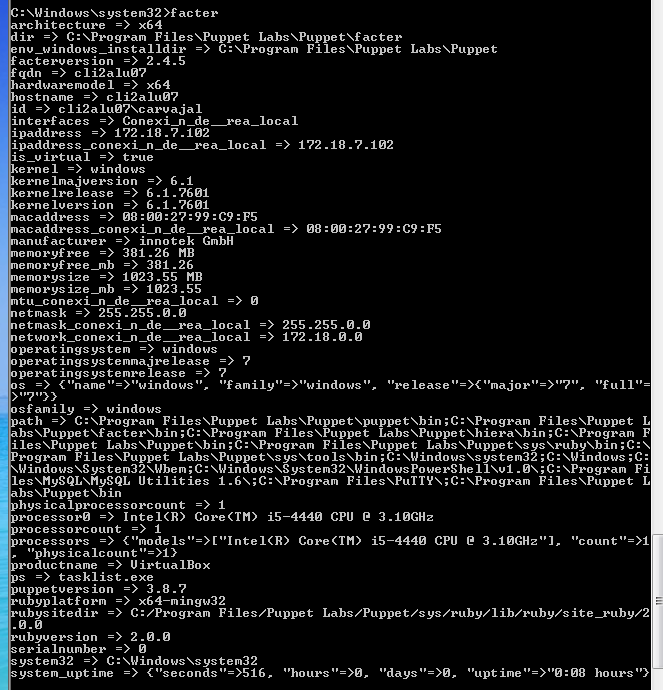 C:\Windows\system32>facter
architecture => x64
dir => C:\Program Files\Puppet Labs\Puppet\facter
env_windows_installdir => C:\Program Files\Puppet Labs\Puppet
facterversion => 2.4.5
fqdn => cli2alu07
hardwaremodel => x64
hostname => cli2alu07
id => cli2alu07\carvajal
interfaces => Conexi_n_de__rea_local
ipaddress => 172.18.7.102
ipaddress_conexi_n_de__rea_local => 172.18.7.102
is_virtual => true
kernel => windows
kernelmajversion => 6.1
kernelrelease => 6.1.7601
kernelversion => 6.1.7601
macaddress => 08:00:27:99:C9:F5
macaddress_conexi_n_de__rea_local => 08:00:27:99:C9:F5
manufacturer => innotek GmbH
memoryfree => 381.26 MB
memoryfree_mb => 381.26
memorysize => 1023.55 MB
memorysize_mb => 1023.55
mtu_conexi_n_de__rea_local => 0
netmask => 255.255.0.0
netmask_conexi_n_de__rea_local => 255.255.0.0
network_conexi_n_de__rea_local => 172.18.0.0
operatingsystem => windows
operatingsystemmajrelease => 7
operatingsystemrelease => 7
os => {"name"=>"windows", "family"=>"windows", "release"=>{"major"=>"7", "full"=
>"7"}}
osfamily => windows
path => C:\Program Files\Puppet Labs\Puppet\puppet\bin;C:\Program Files\Puppet L
abs\Puppet\facter\bin;C:\Program Files\Puppet Labs\Puppet\hiera\bin;C:\Program F
iles\Puppet Labs\Puppet\bin;C:\Program Files\Puppet Labs\Puppet\sys\ruby\bin;C:\
Program Files\Puppet Labs\Puppet\sys\tools\bin;C:\Windows\system32;C:\Windows;C:
\Windows\System32\Wbem;C:\Windows\System32\WindowsPowerShell\v1.0\;C:\Program Fi
les\MySQL\MySQL Utilities 1.6\;C:\Program Files\PuTTY\;C:\Program Files\Puppet L
abs\Puppet\bin
physicalprocessorcount => 1
processor0 => Intel(R) Core(TM) i5-4440 CPU @ 3.10GHz
processorcount => 1
processors => {"models"=>["Intel(R) Core(TM) i5-4440 CPU @ 3.10GHz"], "count"=>1
, "physicalcount"=>1}
productname => VirtualBox
ps => tasklist.exe
puppetversion => 3.8.7
rubyplatform => x64-mingw32
rubysitedir => C:/Program Files/Puppet Labs/Puppet/sys/ruby/lib/ruby/site_ruby/2
.0.0
rubyversion => 2.0.0
serialnumber => 0
system32 => C:\Windows\system32
system_uptime => {"seconds"=>516, "hours"=>0, "days"=>0, "uptime"=>"0:08 hours"}